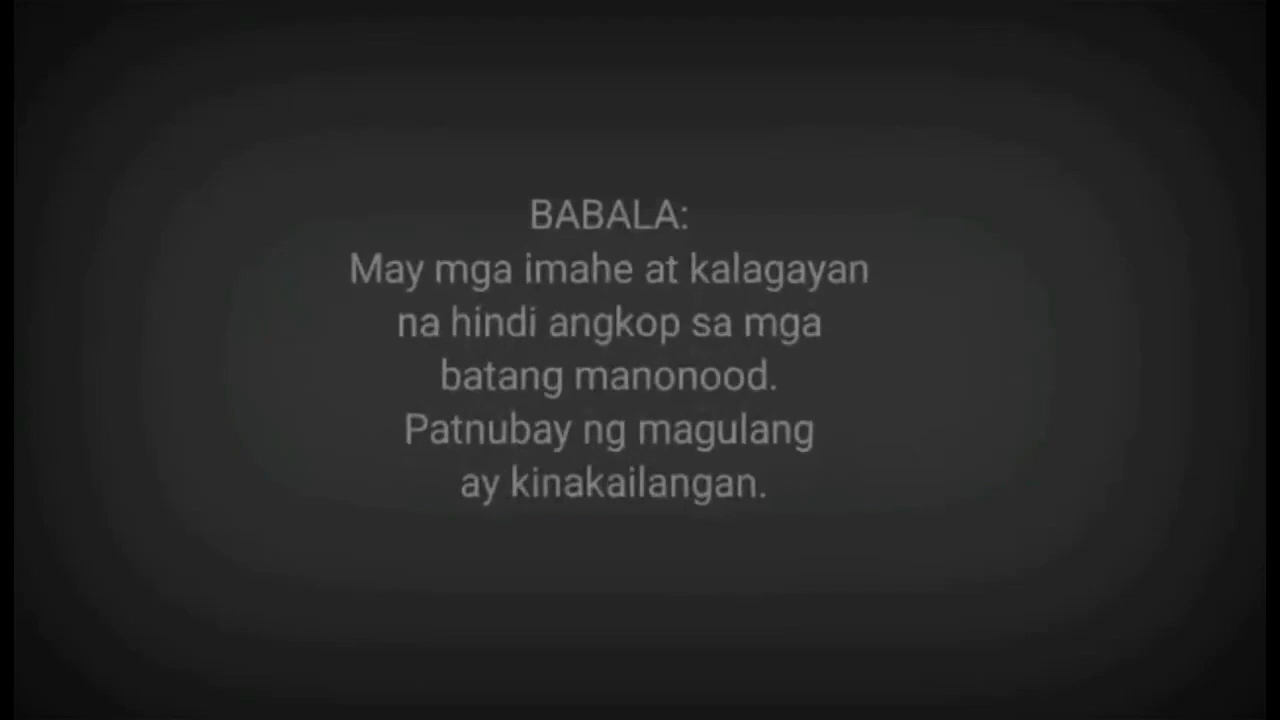 BABALA:
May mga imahe at kalagayan
na hindi angkop sa mga
batang manonood.
Patnubay ng magulang
ay kinakailangan.